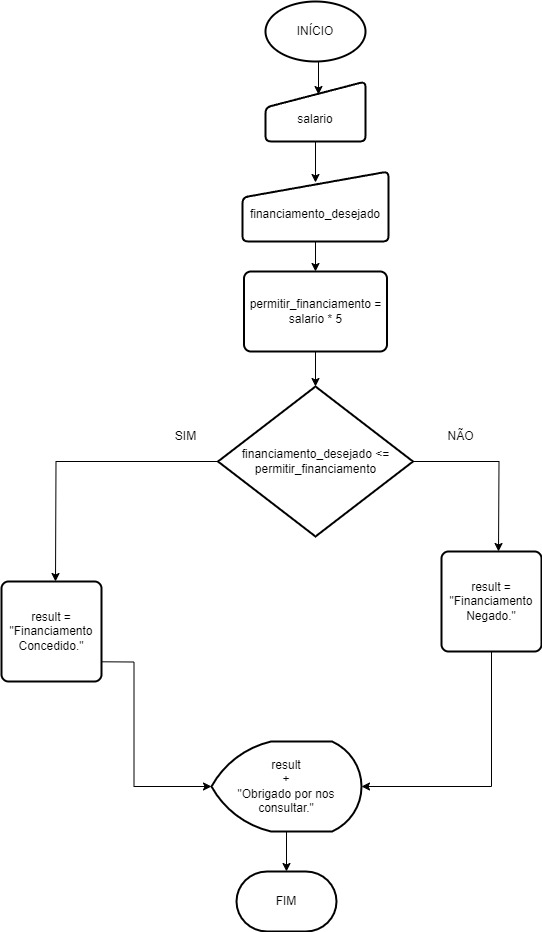 INÍCIO
salario
financiamento_desejado
permitir_financiamento =
salario * 5
SIM
NÃO
financiamento_desejado <=
permitir_financiamento
result =
"Financiamento
Concedido."
result =
"Financiamento
Negado."
result
+
"Obrigado por nos
consultar."
FIM